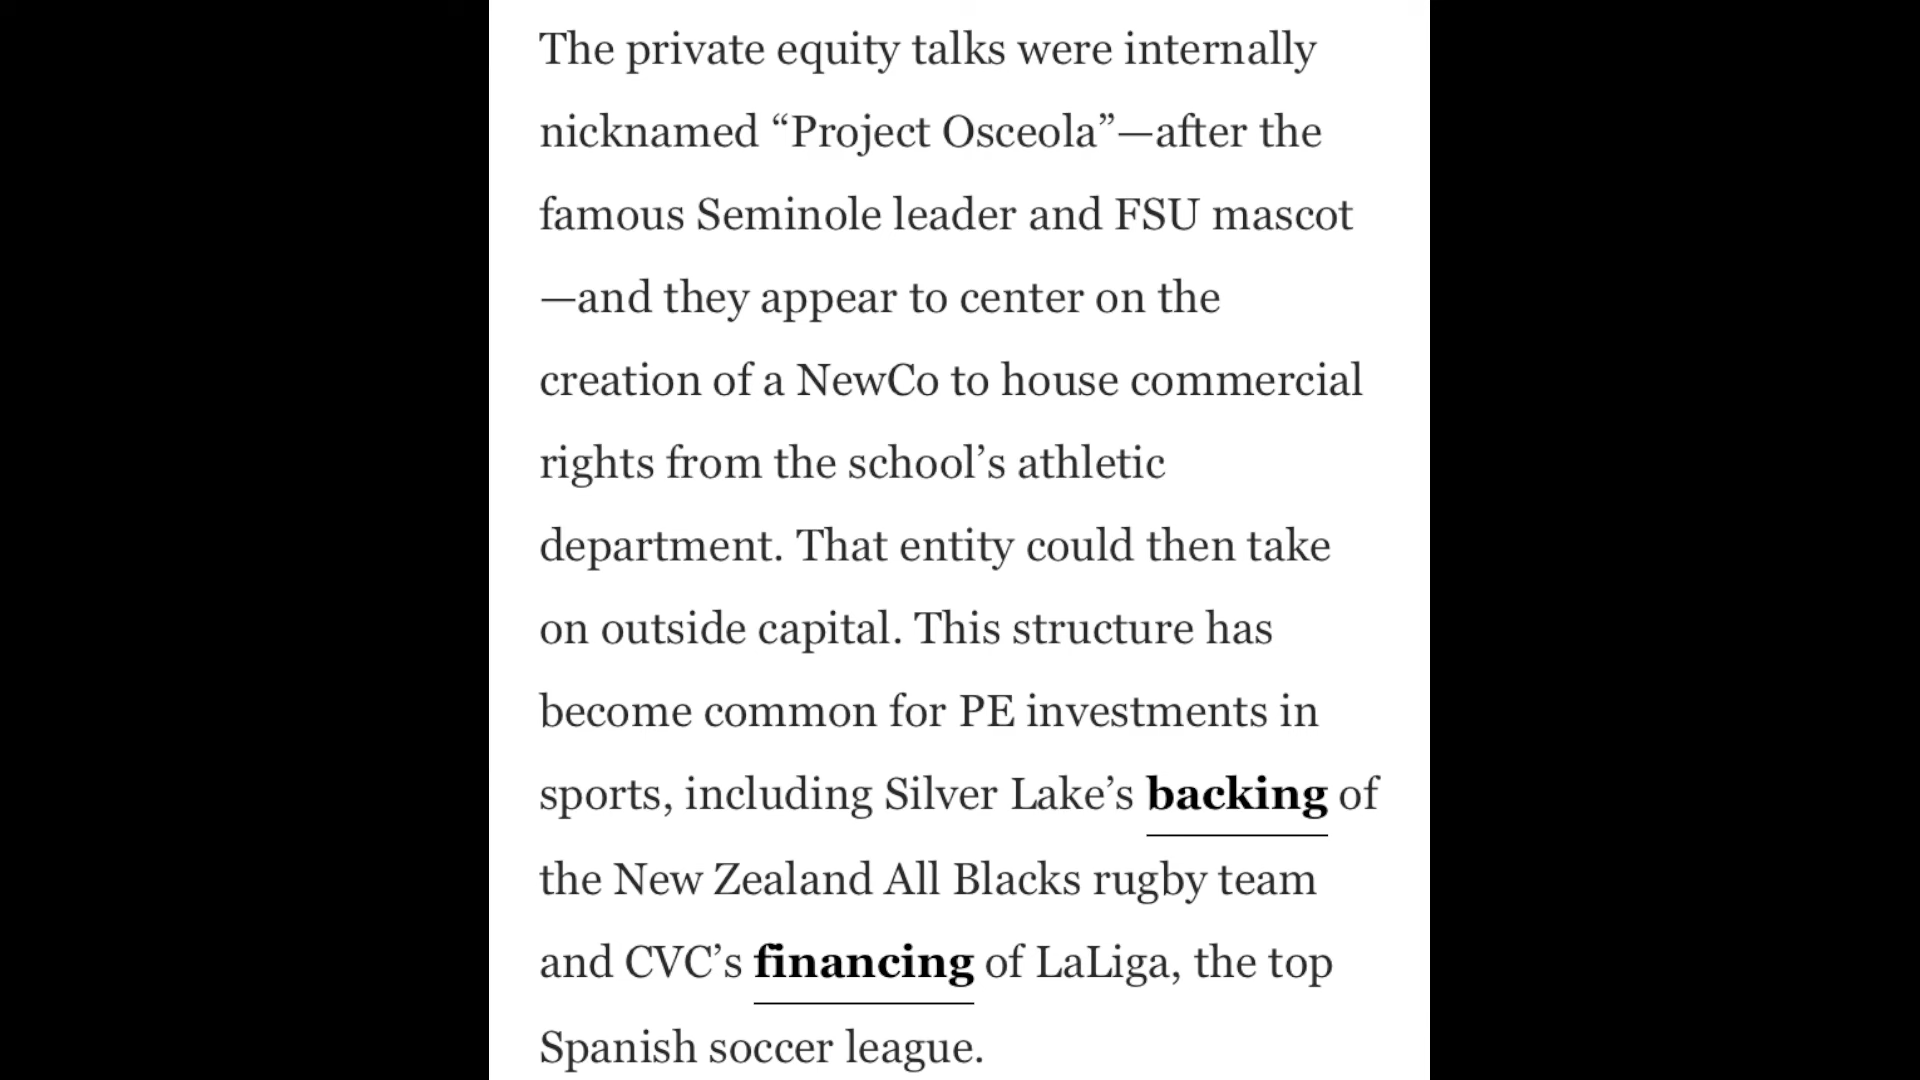 The private equity talks were internally
nicknamed “Project Osceola”—after the
famous Seminole leader and FSU mascot
—and they appear to center on the
creation of a NewCo to house commercial
rights from the school’s athletic
department. That entity could then take
on outside capital. This structure has
become common for PE investments in
sports, including Silver Lake’s backing of
the New Zealand All Blacks rugby team
and CVC’s financing of LaLiga, the top
Spanish soccer league.